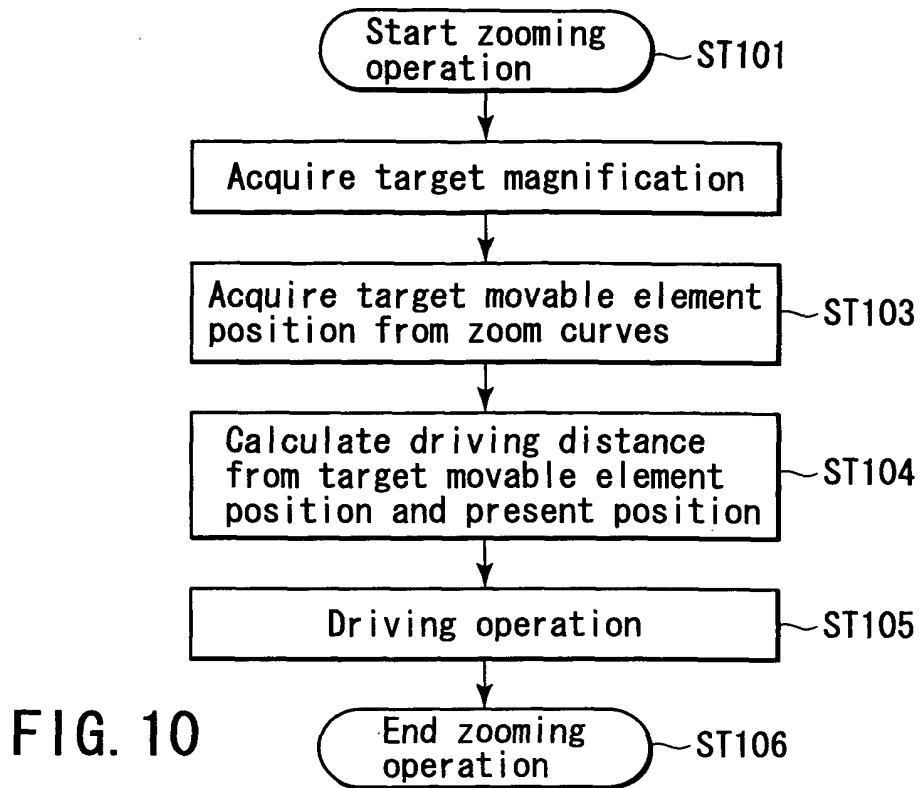 Start zooming
operation
ST101
Acquire target magnification
Acquire target movable element
position from zoom curves
ST103
Calculate driving distance
from target movable element
position and present position
ST104
Driving operation
ST105
End zooming
operation
ST106
FIG. 10